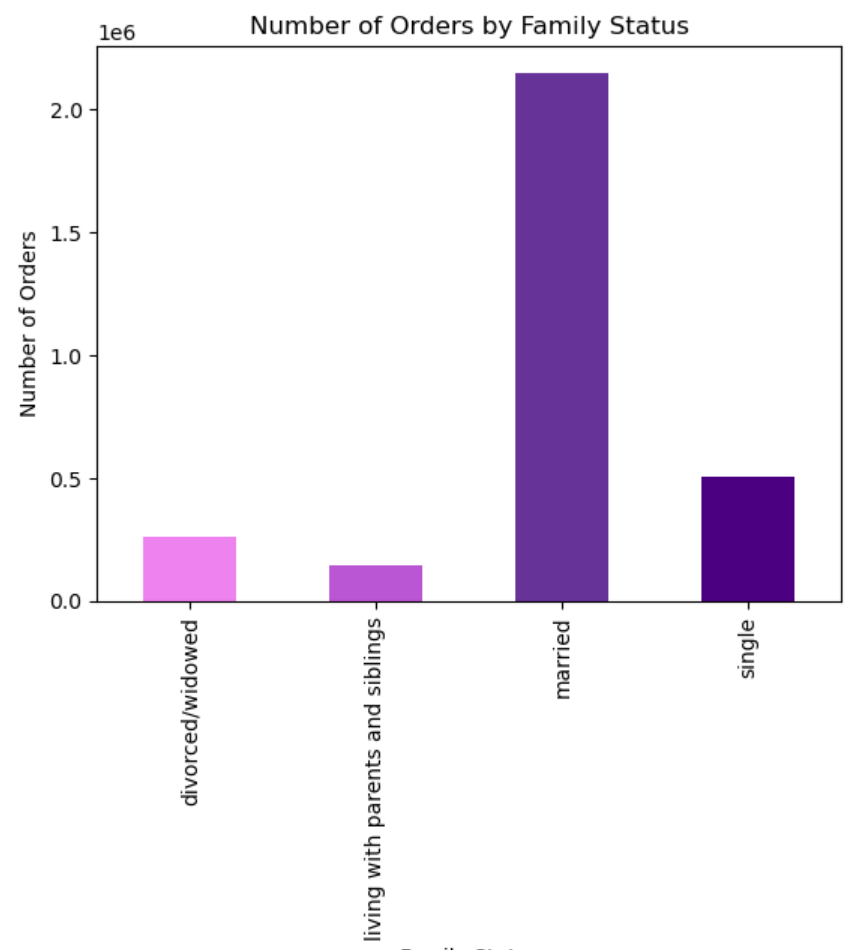 Number of Orders by Family Status
1e6
2.0
1.5
1.0
0.5
0.0
Number of Orders
divorced/widowed
living with parents and siblings
married
single